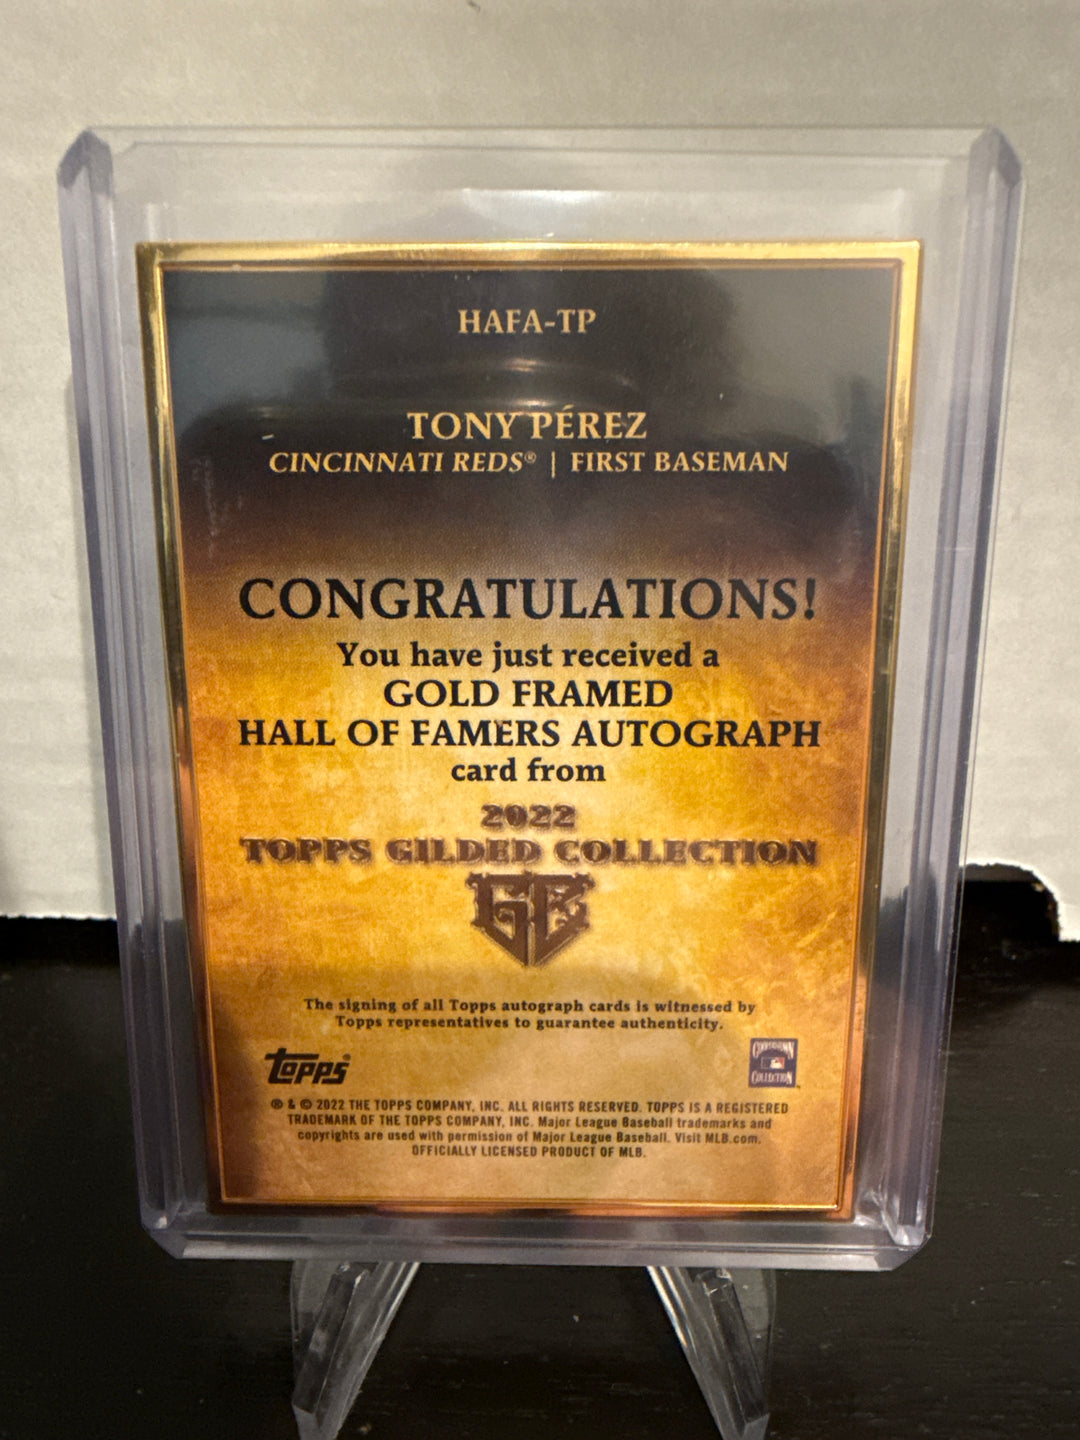 HAFA-TP
TONY PÉREZ
CINCINNATI REDS® | FIRST BASEMAN
CONGRATULATIONS!
You have just received a
GOLD FRAMED
HALL OF FAMERS AUTOGRAPH
card from
2022
TOPPS GILDED COLLECTION
GC
The signing of all Topps autograph cards is witnessed by
Topps representatives to guarantee authenticity.
topps®
COOPERSTOWN
COLLECTION™
® & © 2022 THE TOPPS COMPANY, INC. ALL RIGHTS RESERVED. TOPPS IS A REGISTERED
TRADEMARK OF THE TOPPS COMPANY, INC. Major League Baseball trademarks and
copyrights are used with permission of Major League Baseball. Visit MLB.com.
OFFICIALLY LICENSED PRODUCT OF MLB.